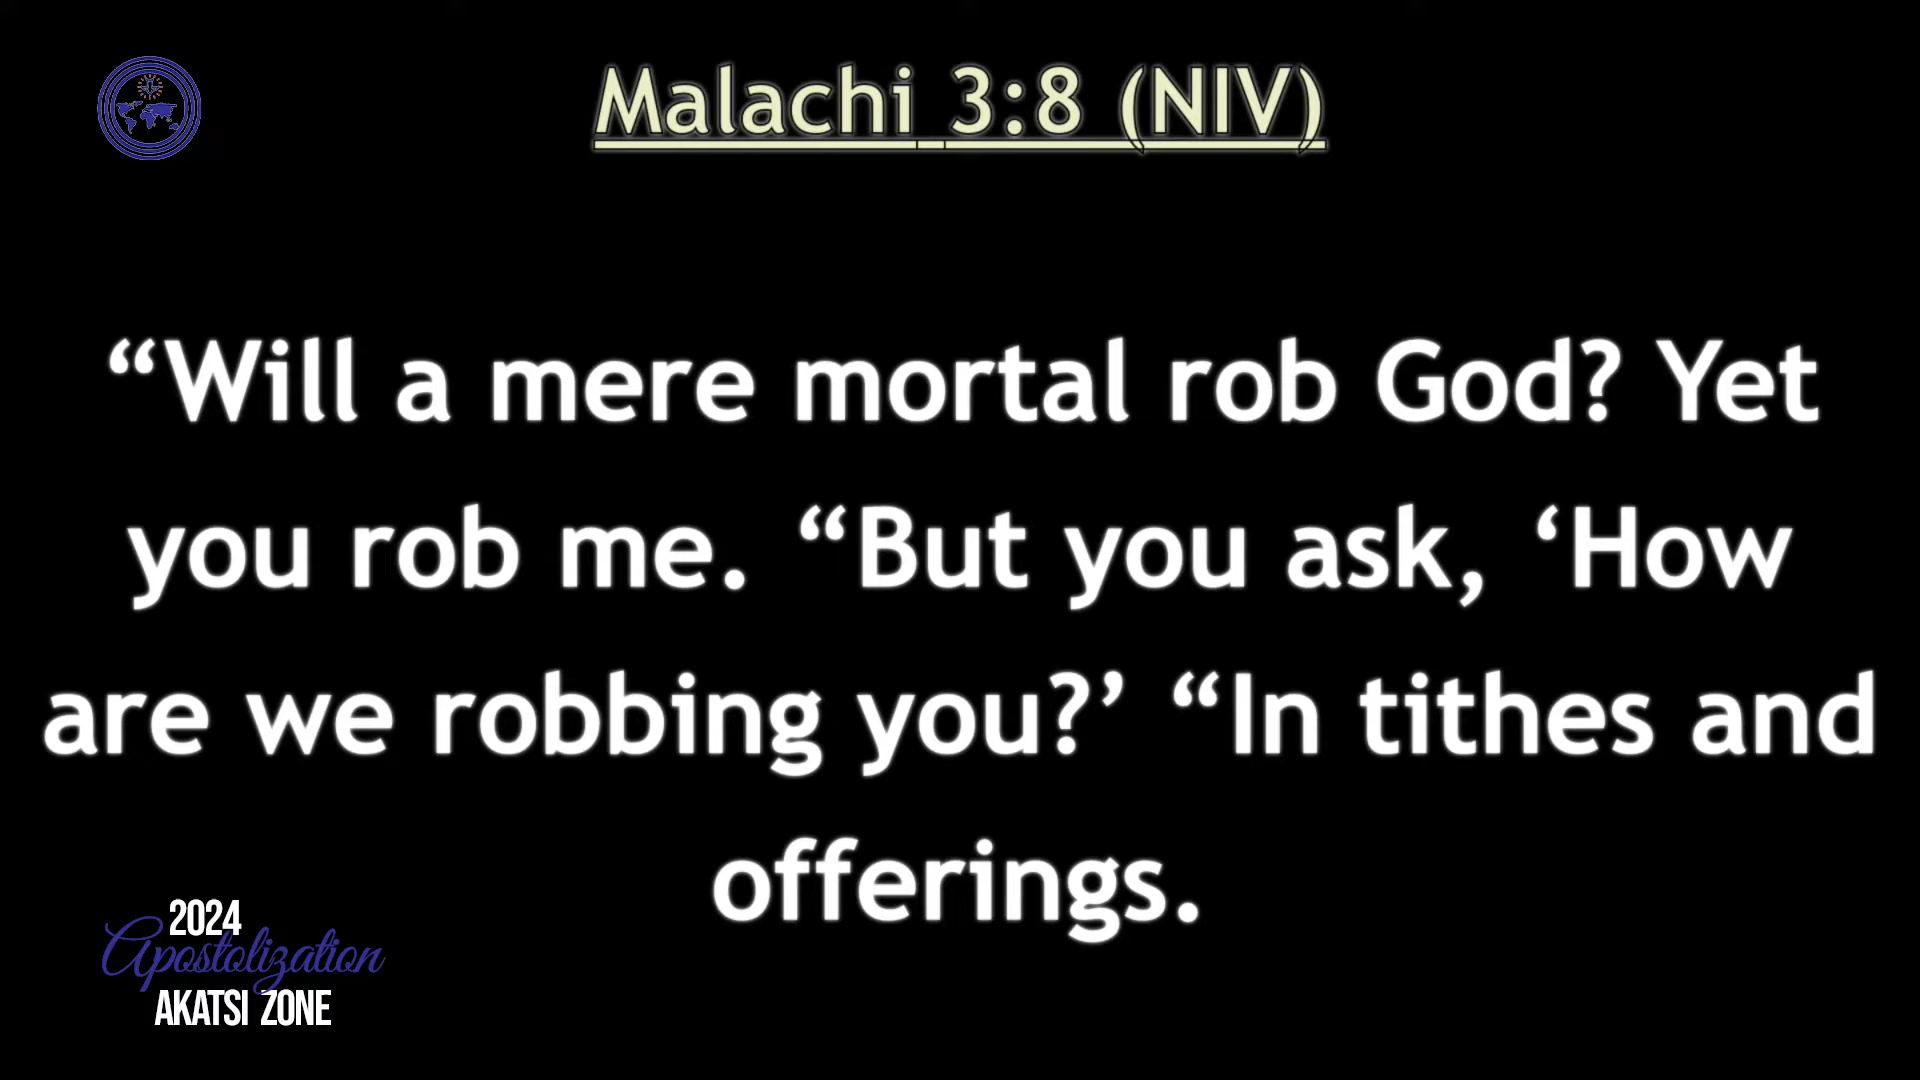 Malachi 3:8 (NIV)
“Will a mere mortal rob God? Yet
you rob me. “But you ask, ‘How
are we robbing you?’ “In tithes and
offerings.
2024
Apostolization
AKATSI ZONE